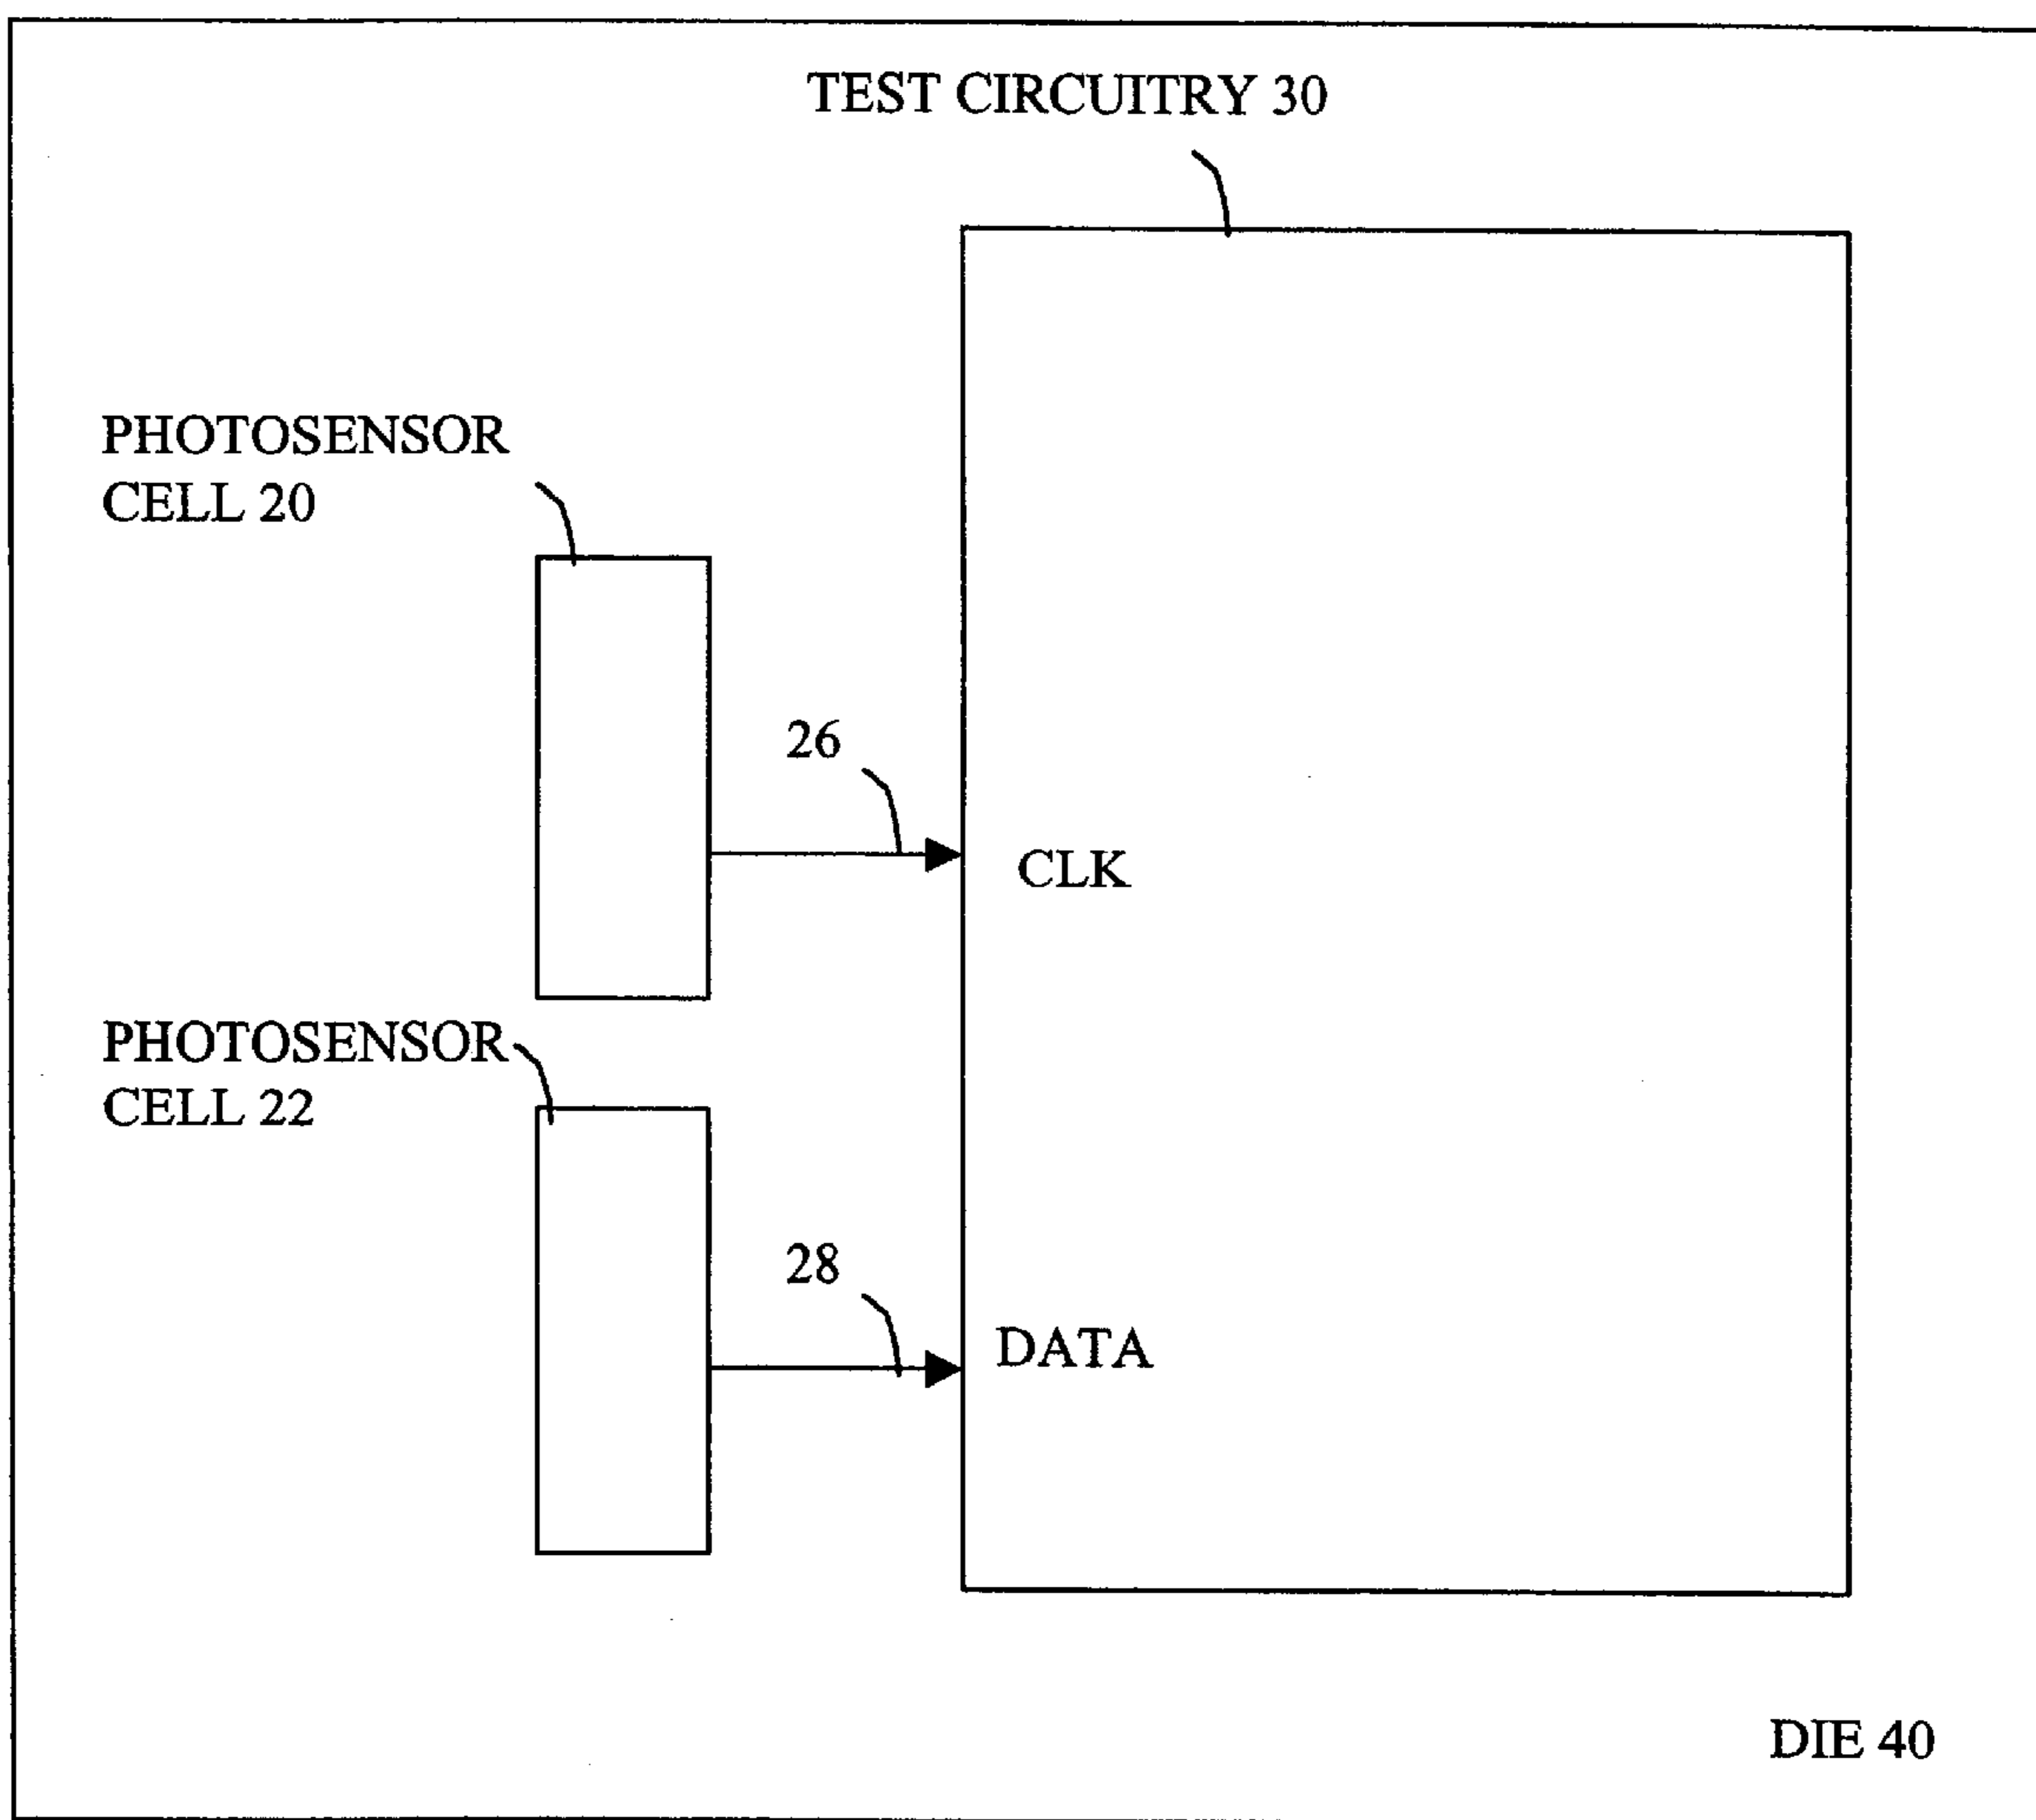 TEST CIRCUITRY 30
PHOTOSENSOR
CELL 20
26
CLK
PHOTOSENSOR
CELL 22
28
DATA
DIE 40